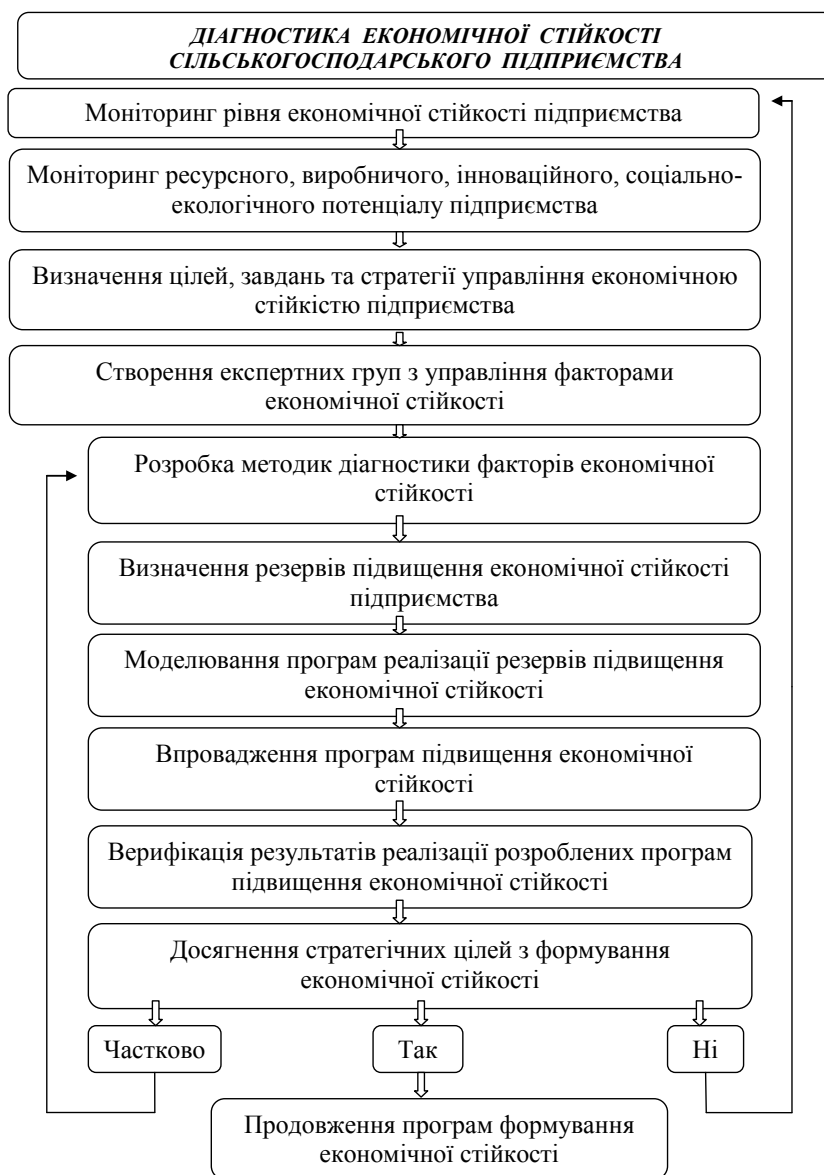 ДІАГНОСТИКА ЕКОНОМІЧНОЇ СТІЙКОСТІ
СІЛЬСЬКОГОСПОДАРСЬКОГО ПІДПРИЄМСТВА
Моніторинг рівня економічної стійкості підприємства
Моніторинг ресурсного, виробничого, інноваційного, соціально-
екологічного потенціалу підприємства
Визначення цілей, завдань та стратегії управління економічною
стійкістю підприємства
Створення експертних груп з управління факторами
економічної стійкості
Розробка методик діагностики факторів економічної
стійкості
Визначення резервів підвищення економічної стійкості
підприємства
Моделювання програм реалізації резервів підвищення
економічної стійкості
Впровадження програм підвищення економічної
стійкості
Верифікація результатів реалізації розроблених програм
підвищення економічної стійкості
Досягнення стратегічних цілей з формування
економічної стійкості
Частково Так Ні
Продовження програм формування
економічної стійкості